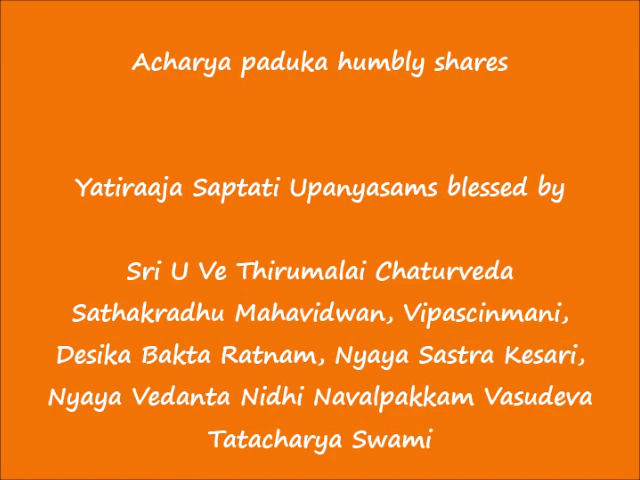 Acharya paduka humbly shares
Yatiraaja Saptati Upanyasams blessed by
Sri U Ve Thirumalai Chaturveda
Sathakradhu Mahavidwan, Vipascinmani,
Desika Bakta Ratnam, Nyaya Sastra Kesari,
Nyaya Vedanta Nidhi Navalpakkam Vasudeva
Tatacharya Swami